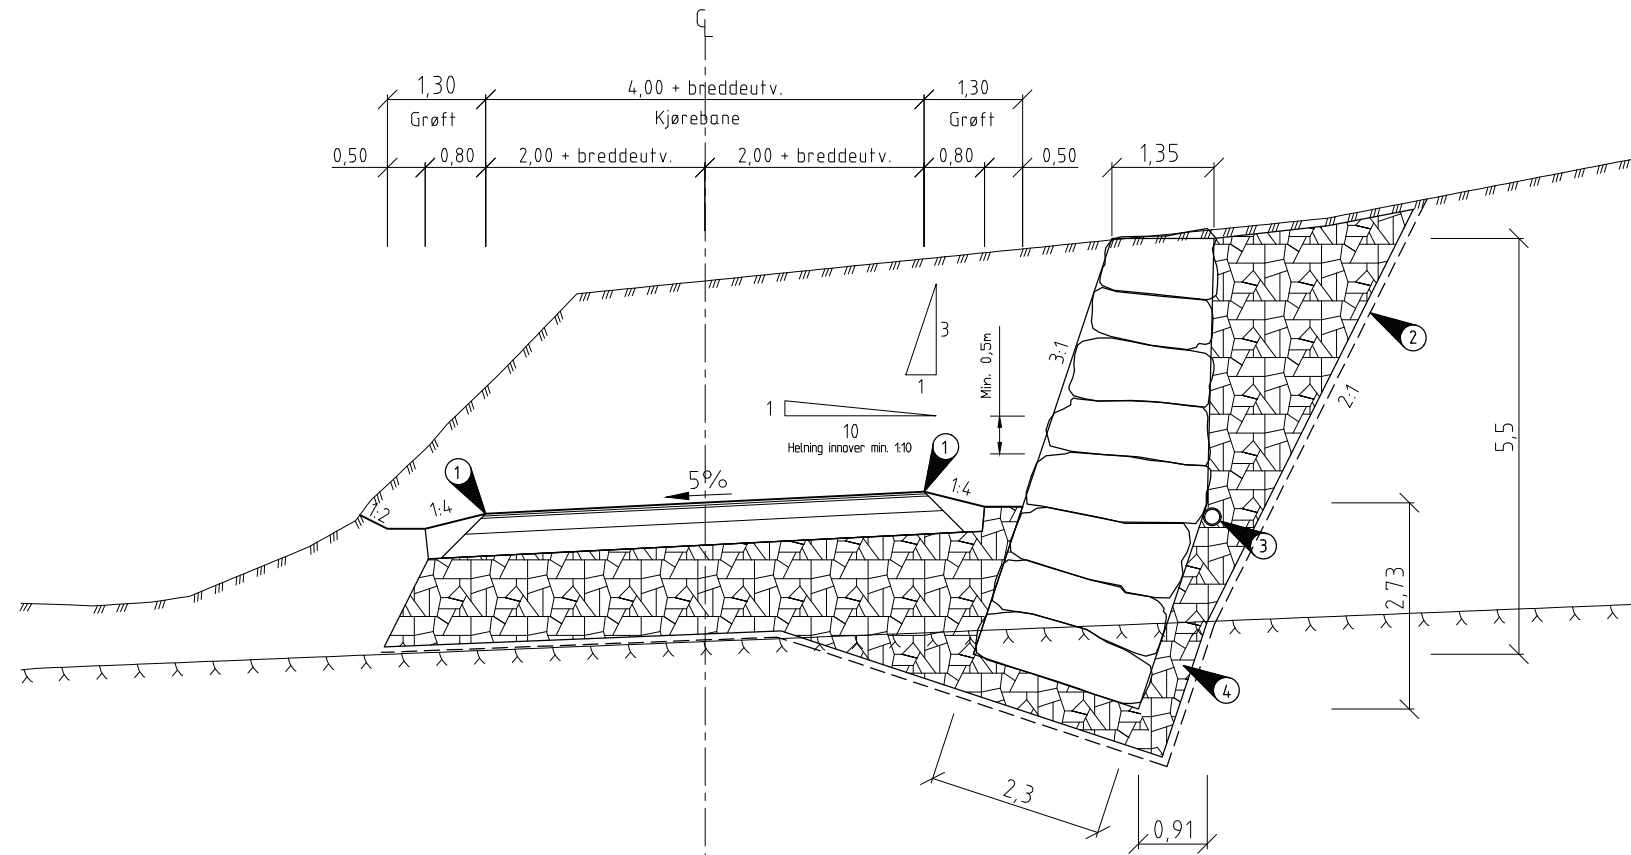 C
L
1,30
4,00 + breddeutv.
1,30
Grøft
Kjørebane
Grøft
0,50
0,80
2,00 + breddeutv.
2,00 + breddeutv.
0,80
0,50
1,35
3
1
Min. 0,5m
3:1
2
2:1
1
10
Helning innover min. 1:10
5,5
1
1
5%
1:4
1:2
1:4
3
2,73
4
2,3
0,91